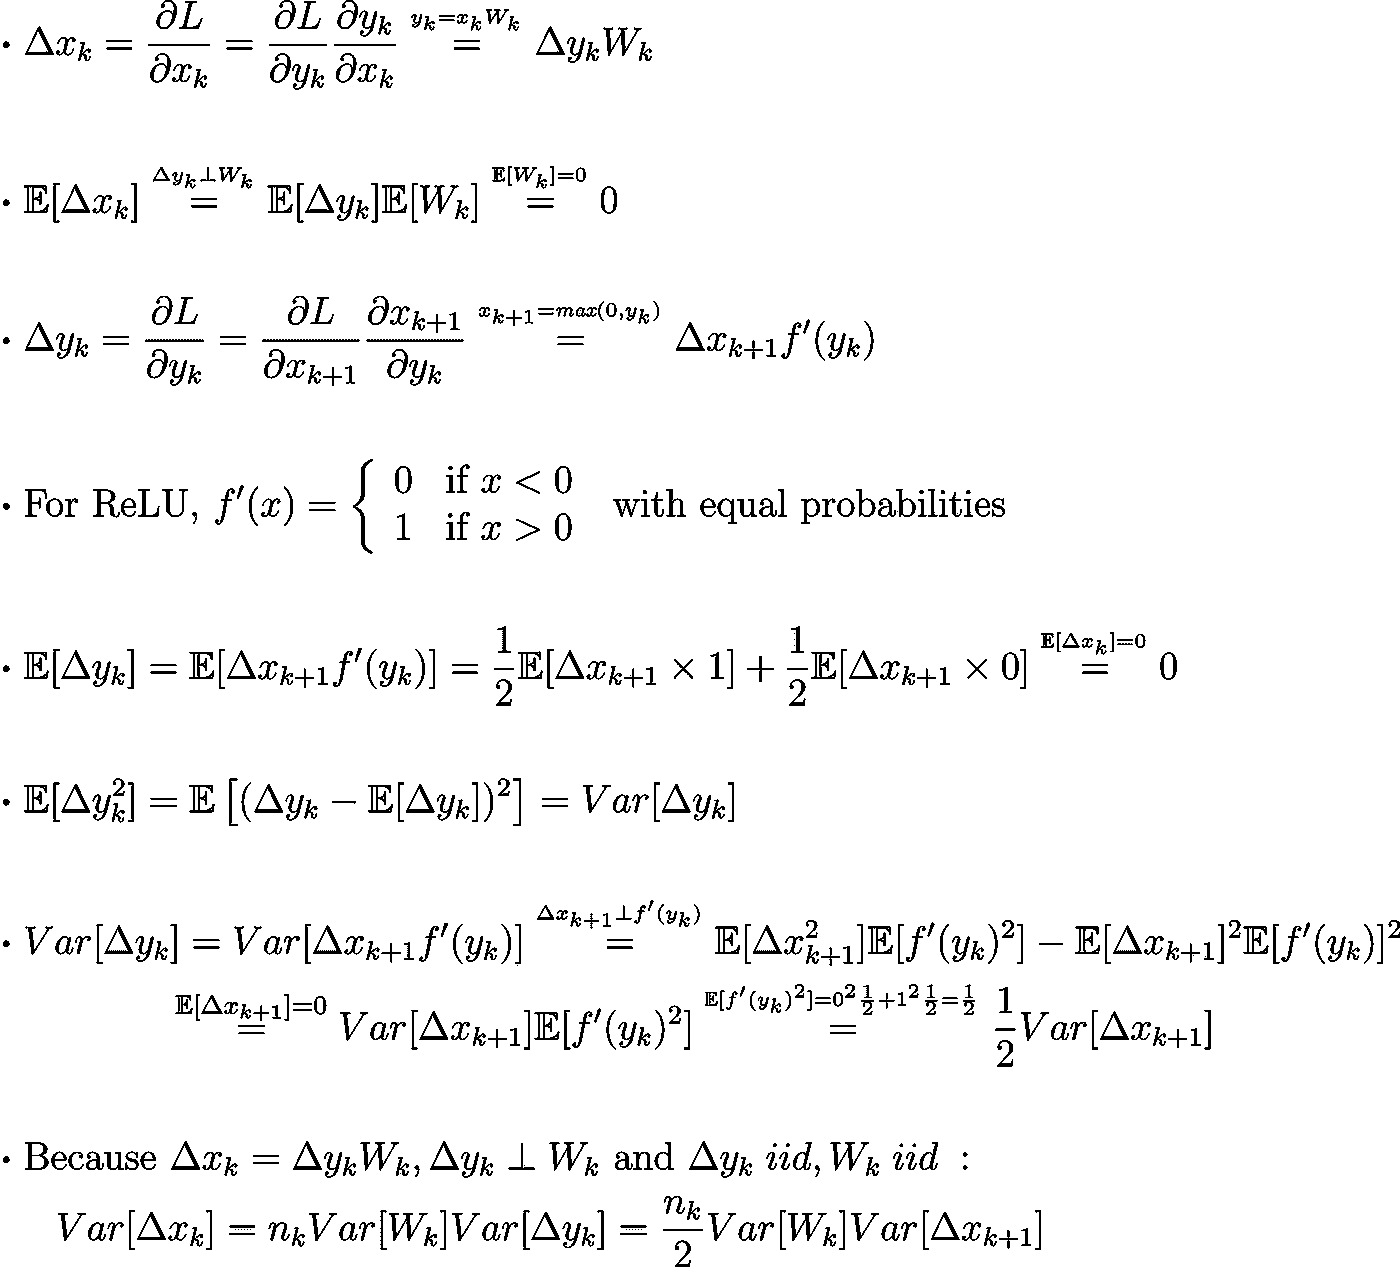 · Δx_k = ∂L/∂x_k = ∂L/∂y_k ∂y_k/∂x_k =^{y_k=x_kW_k} Δy_kW_k
· 𝔼[Δx_k] =^{Δy_k⊥W_k} 𝔼[Δy_k]𝔼[W_k] =^{𝔼[W_k]=0} 0
· Δy_k = ∂L/∂y_k = ∂L/∂x_{k+1} ∂x_{k+1}/∂y_k =^{x_{k+1}=max(0,y_k)} Δx_{k+1}f′(y_k)
· For ReLU, f′(x) = { 0 if x < 0
1 if x > 0 with equal probabilities
· 𝔼[Δy_k] = 𝔼[Δx_{k+1}f′(y_k)] = 1/2 𝔼[Δx_{k+1} × 1] + 1/2 𝔼[Δx_{k+1} × 0] =^{𝔼[Δx_k]=0} 0
· 𝔼[Δy_k^2] = 𝔼[(Δy_k − 𝔼[Δy_k])^2] = Var[Δy_k]
· Var[Δy_k] = Var[Δx_{k+1}f′(y_k)] =^{Δx_{k+1}⊥f′(y_k)} 𝔼[Δx_{k+1}^2]𝔼[f′(y_k)^2] − 𝔼[Δx_{k+1}]^2𝔼[f′(y_k)]^2
=^{𝔼[Δx_{k+1}]=0} Var[Δx_{k+1}]𝔼[f′(y_k)^2] =^{𝔼[f′(y_k)^2]=0^2 1/2+1^2 1/2=1/2} 1/2 Var[Δx_{k+1}]
· Because Δx_k = Δy_kW_k, Δy_k ⊥ W_k and Δy_k iid, W_k iid :
Var[Δx_k] = n_kVar[W_k]Var[Δy_k] = n_k/2 Var[W_k]Var[Δx_{k+1}]